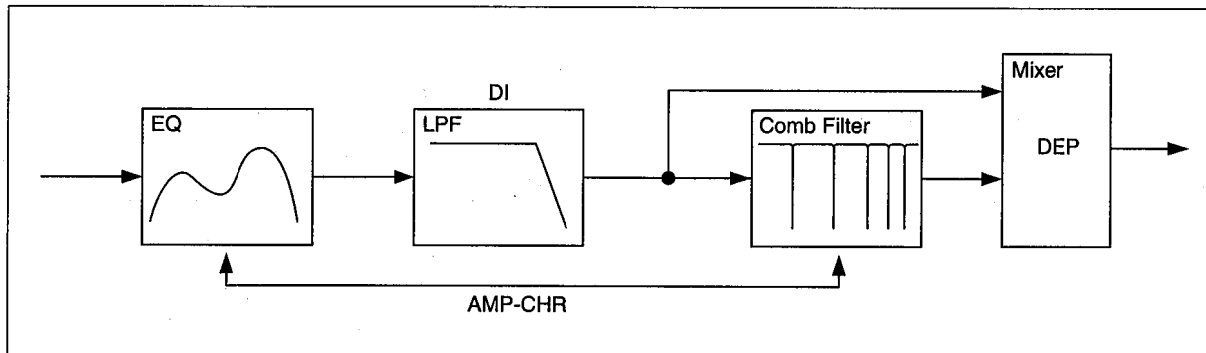 DI
Mixer
EQ
LPF
Comb Filter
DEP
AMP-CHR